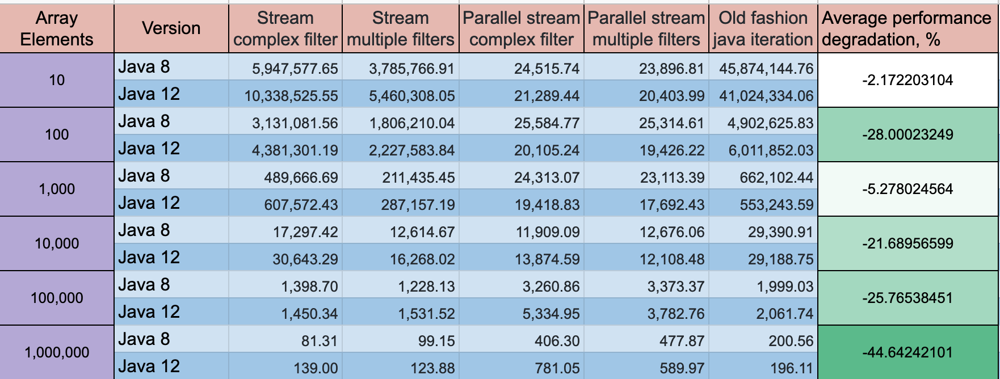 Array Elements Version Stream complex filter Stream multiple filters Parallel stream complex filter Parallel stream multiple filters Old fashion java iteration Average performance degradation, %
10 Java 8 5,947,577.65 3,785,766.91 24,515.74 23,896.81 45,874,144.76 -2.172203104
Java 12 10,338,525.55 5,460,308.05 21,289.44 20,403.99 41,024,334.06
100 Java 8 3,131,081.56 1,806,210.04 25,584.77 25,314.61 4,902,625.83 -28.00023249
Java 12 4,381,301.19 2,227,583.84 20,105.24 19,426.22 6,011,852.03
1,000 Java 8 489,666.69 211,435.45 24,313.07 23,113.39 662,102.44 -5.278024564
Java 12 607,572.43 287,157.19 19,418.83 17,692.43 553,243.59
10,000 Java 8 17,297.42 12,614.67 11,909.09 12,676.06 29,390.91 -21.68956599
Java 12 30,643.29 16,268.02 13,874.59 12,108.48 29,188.75
100,000 Java 8 1,398.70 1,228.13 3,260.86 3,373.37 1,999.03 -25.76538451
Java 12 1,450.34 1,531.52 5,334.95 3,782.76 2,061.74
1,000,000 Java 8 81.31 99.15 406.30 477.87 200.56 -44.64242101
Java 12 139.00 123.88 781.05 589.97 196.11